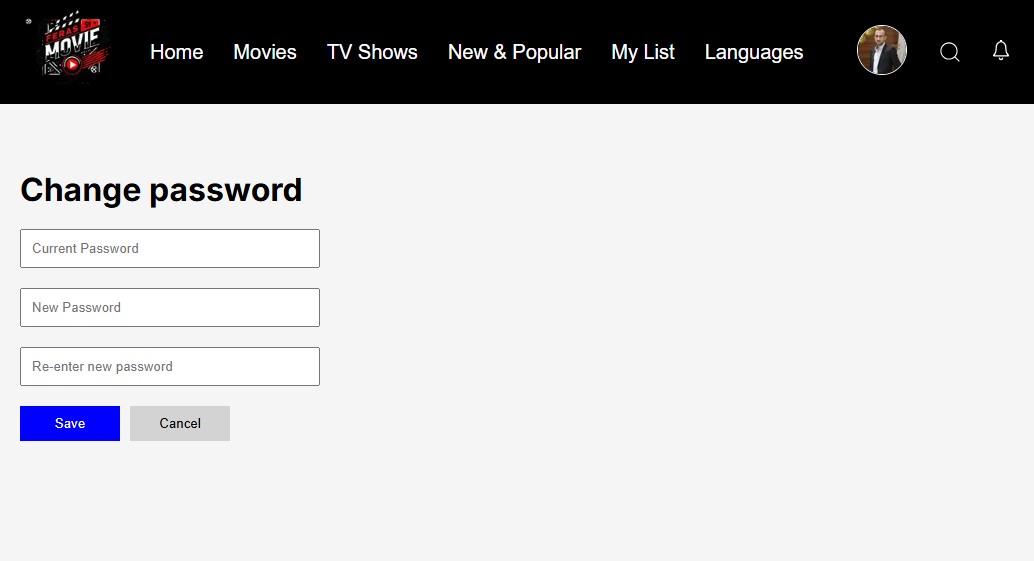 FERAS
MOVIE
Home Movies TV Shows New & Popular My List Languages
Change password
Current Password
New Password
Re-enter new password
Save Cancel